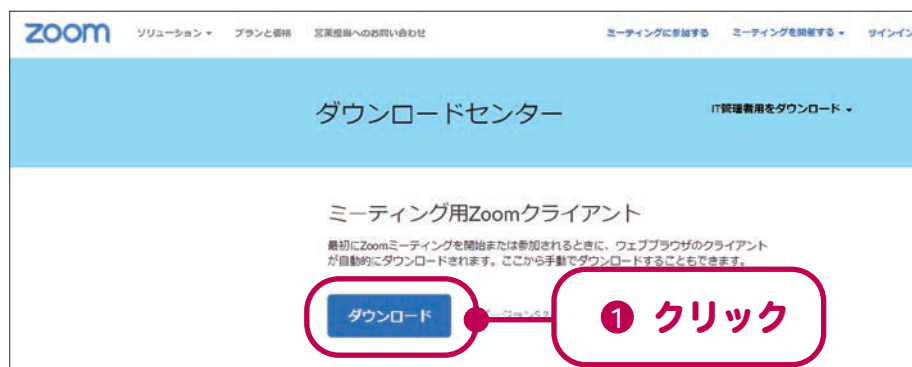 zoom ソリューション プランと価格 営業担当へのお問い合わせ ミーティングに参加する ミーティングを開催する サインイン
ダウンロードセンター IT管理者用をダウンロード
ミーティング用Zoomクライアント
最初にZoomミーティングを開始または参加されるときに、ウェブブラウザのクライアント
が自動的にダウンロードされます。ここから手動でダウンロードすることもできます。
ダウンロード バージョン5.2
❶ クリック